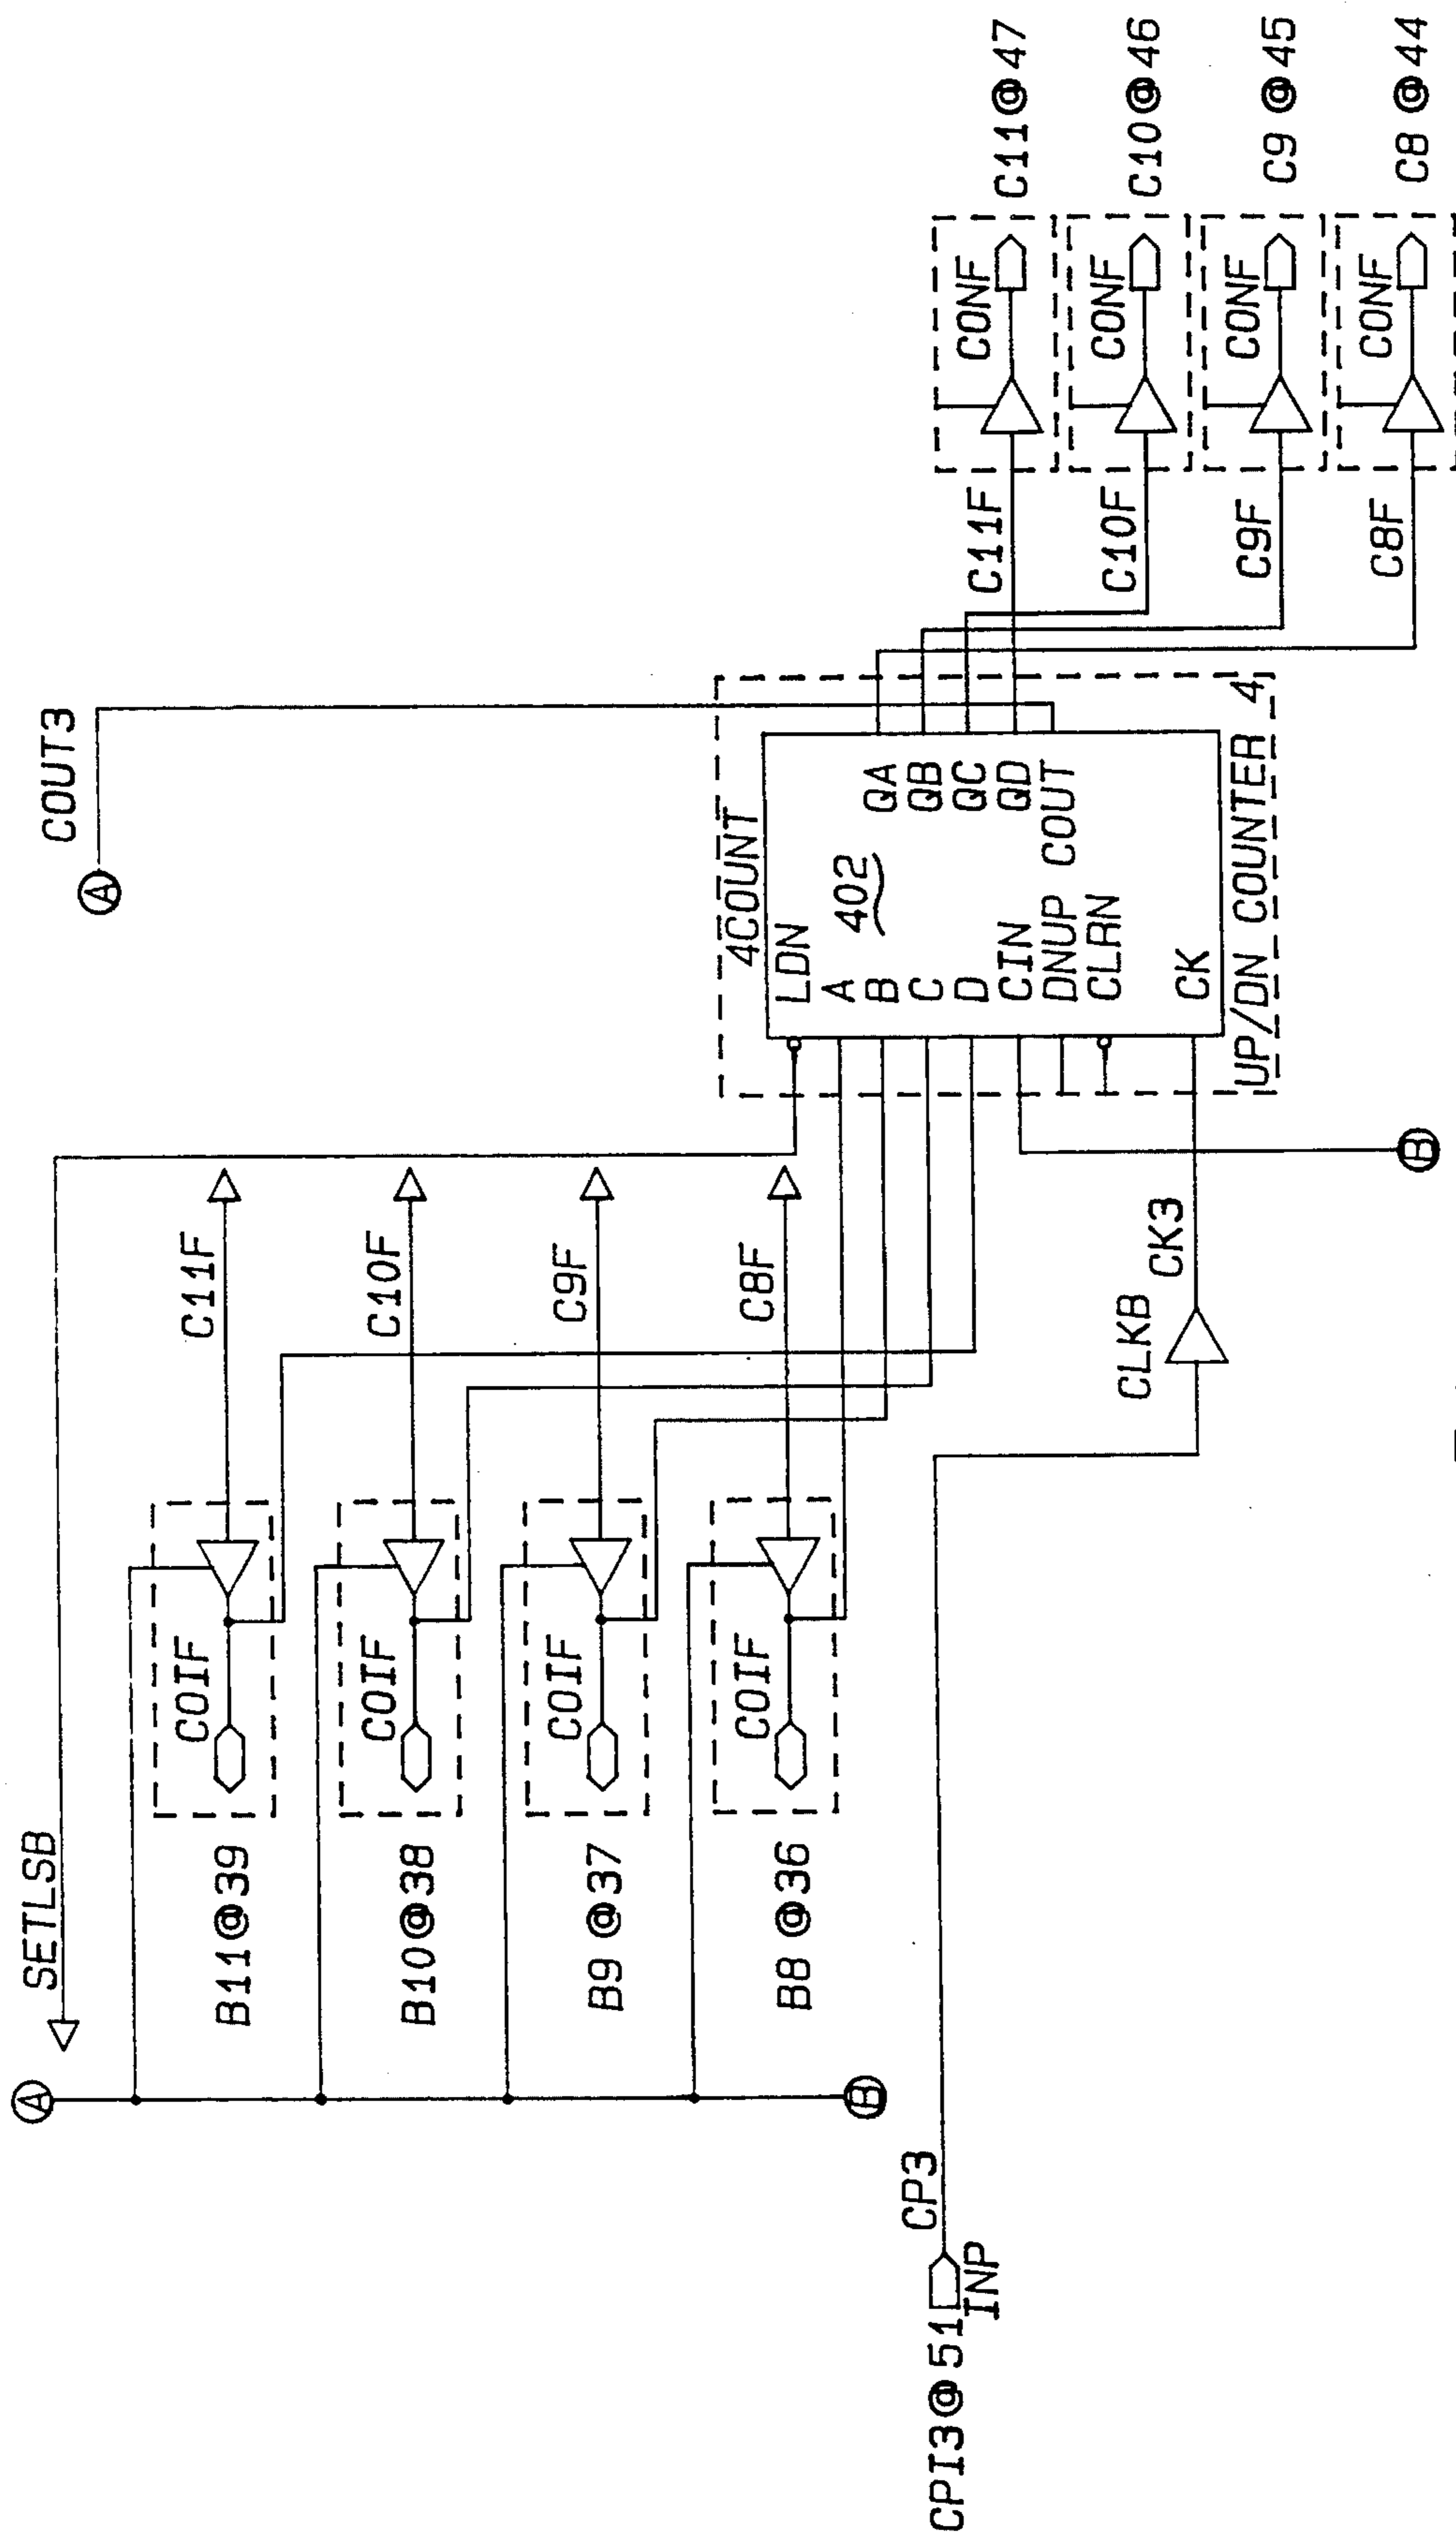 A
SETLSB
B11@39
COIF
C11F
B10@38
COIF
C10F
B9 @37
COIF
C9F
B8 @36
COIF
C8F
B
CPI3@51
INP
CP3
CLKB
CK3
B
A
COUT3
4COUNT
LDN
A
B
C
D
CIN
DNUP
CLRN
CK
402
QA
QB
QC
QD
COUT
UP/DN COUNTER 4
C11F
CONF
C11@47
C10F
CONF
C10@46
C9F
CONF
C9 @45
C8F
CONF
C8 @44